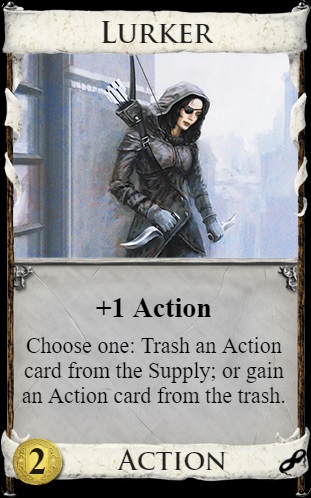 LURKER
+1 Action
Choose one: Trash an Action
card from the Supply; or gain
an Action card from the trash.
2
ACTION